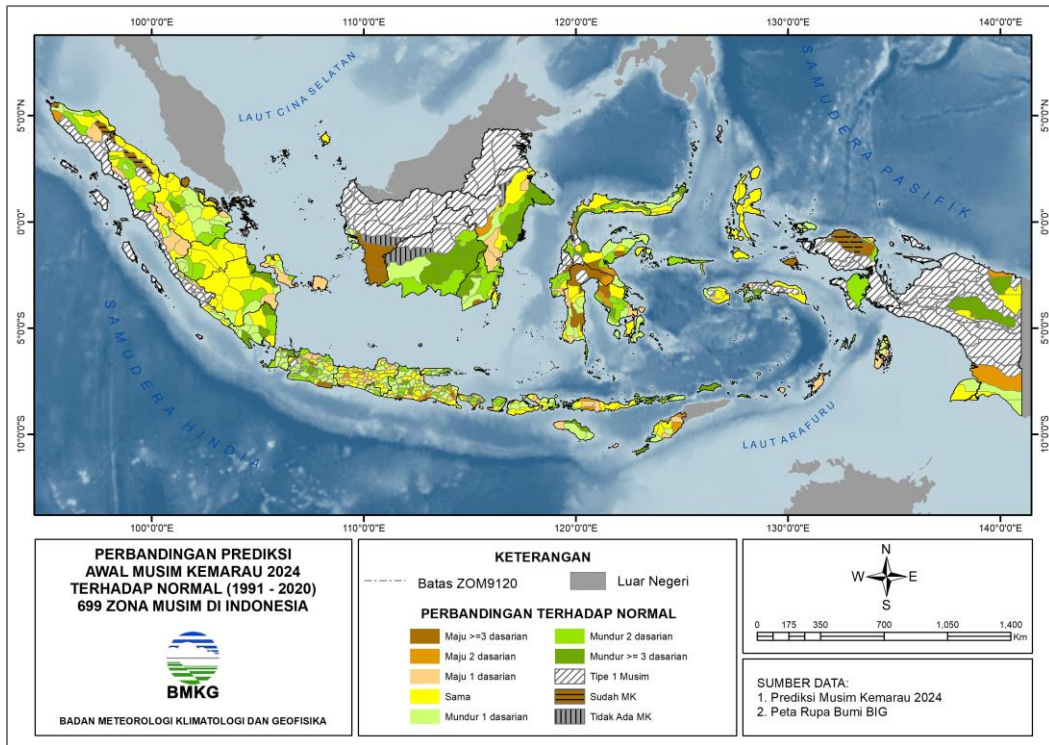 100°0'0"E 110°0'0"E 120°0'0"E 130°0'0"E 140°0'0"E
5°0'0"N 5°0'0"N
0°0'0" 0°0'0"
5°0'0"S 5°0'0"S
10°0'0"S 10°0'0"S
LAUT CINA SELATAN
SAMUDERA PASIFIK
SAMUDERA HINDIA
LAUT ARAFURU
100°0'0"E 110°0'0"E 120°0'0"E 130°0'0"E 140°0'0"E
PERBANDINGAN PREDIKSI
AWAL MUSIM KEMARAU 2024
TERHADAP NORMAL (1991 - 2020)
699 ZONA MUSIM DI INDONESIA
BMKG
BADAN METEOROLOGI KLIMATOLOGI DAN GEOFISIKA
KETERANGAN
Batas ZOM9120 Luar Negeri
PERBANDINGAN TERHADAP NORMAL
Maju >=3 dasarian
Maju 2 dasarian
Maju 1 dasarian
Sama
Mundur 1 dasarian
Mundur 2 dasarian
Mundur >= 3 dasarian
Tipe 1 Musim
Sudah MK
Tidak Ada MK
N
W E
S
0 175 350 700 1,050 1,400
Km
SUMBER DATA:
1. Prediksi Musim Kemarau 2024
2. Peta Rupa Bumi BIG